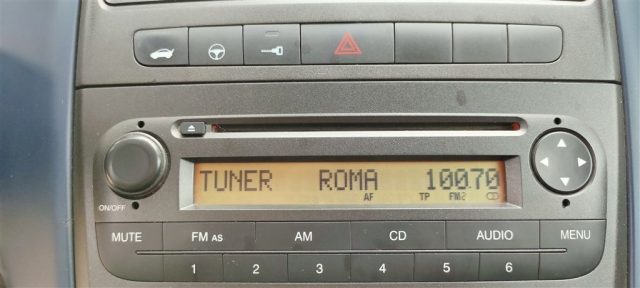 TUNER ROMA 100.70
AF TP FM2
ON/OFF
MUTE FM AS AM CD AUDIO MENU
1 2 3 4 5 6